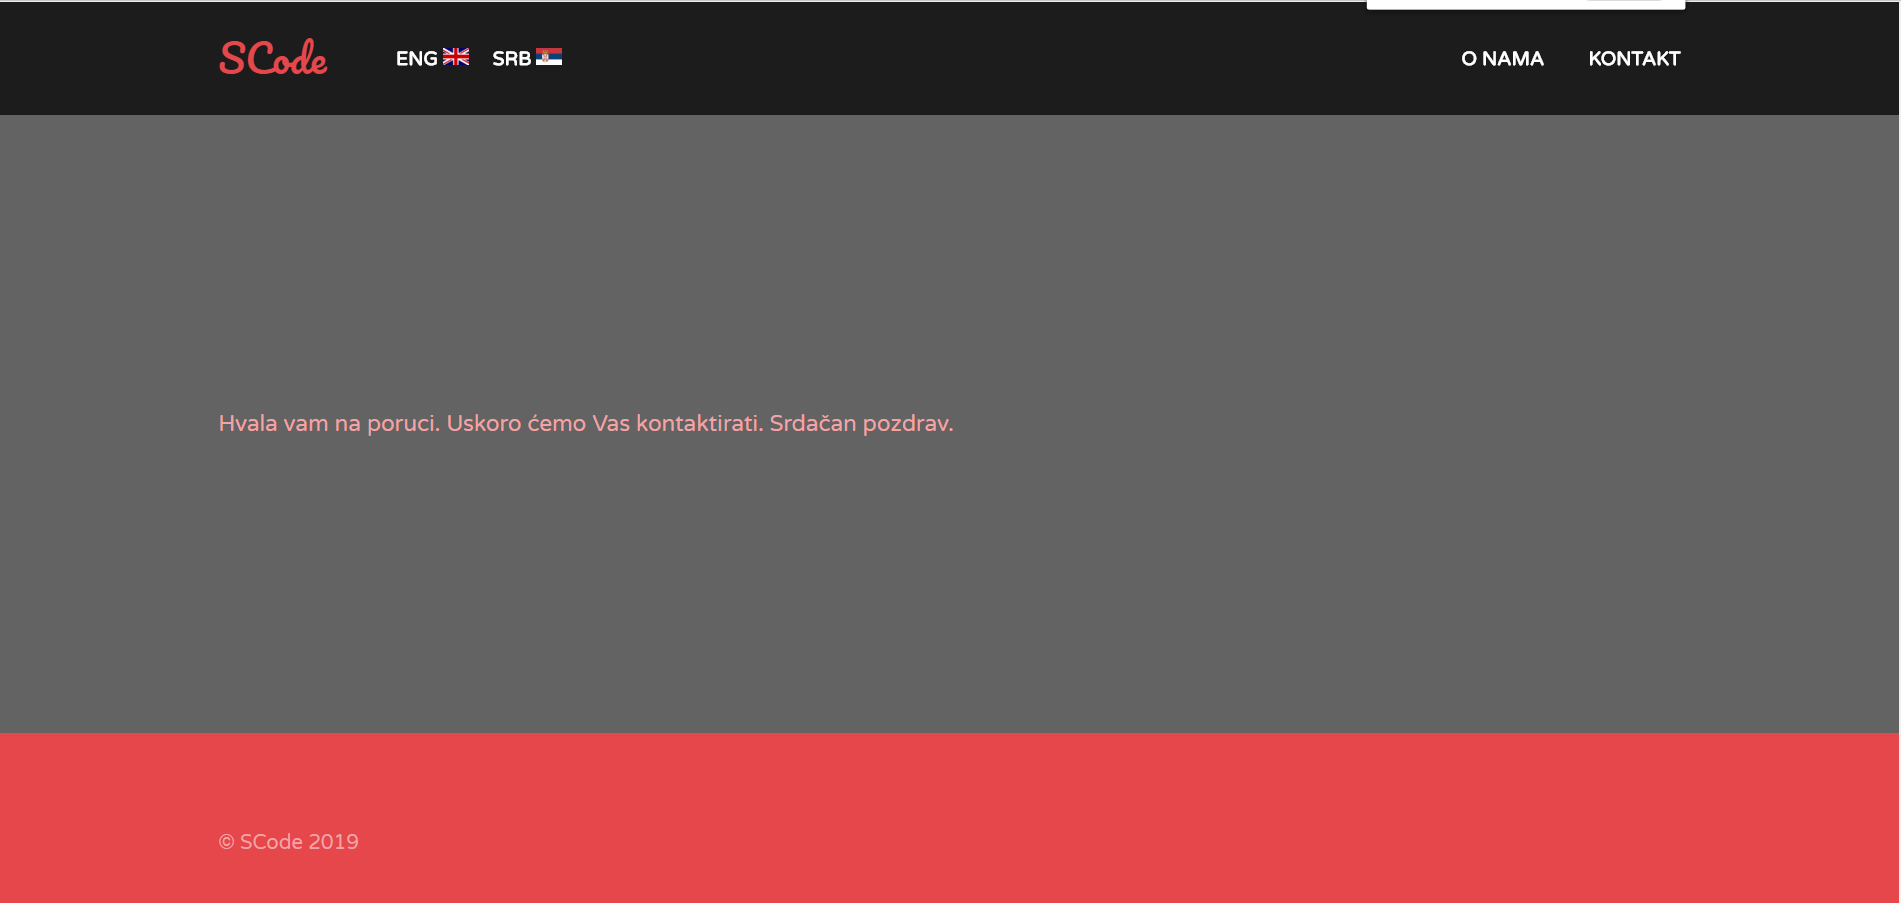 SCode
ENG SRB
O NAMA KONTAKT
Hvala vam na poruci. Uskoro ćemo Vas kontaktirati. Srdačan pozdrav.
© SCode 2019